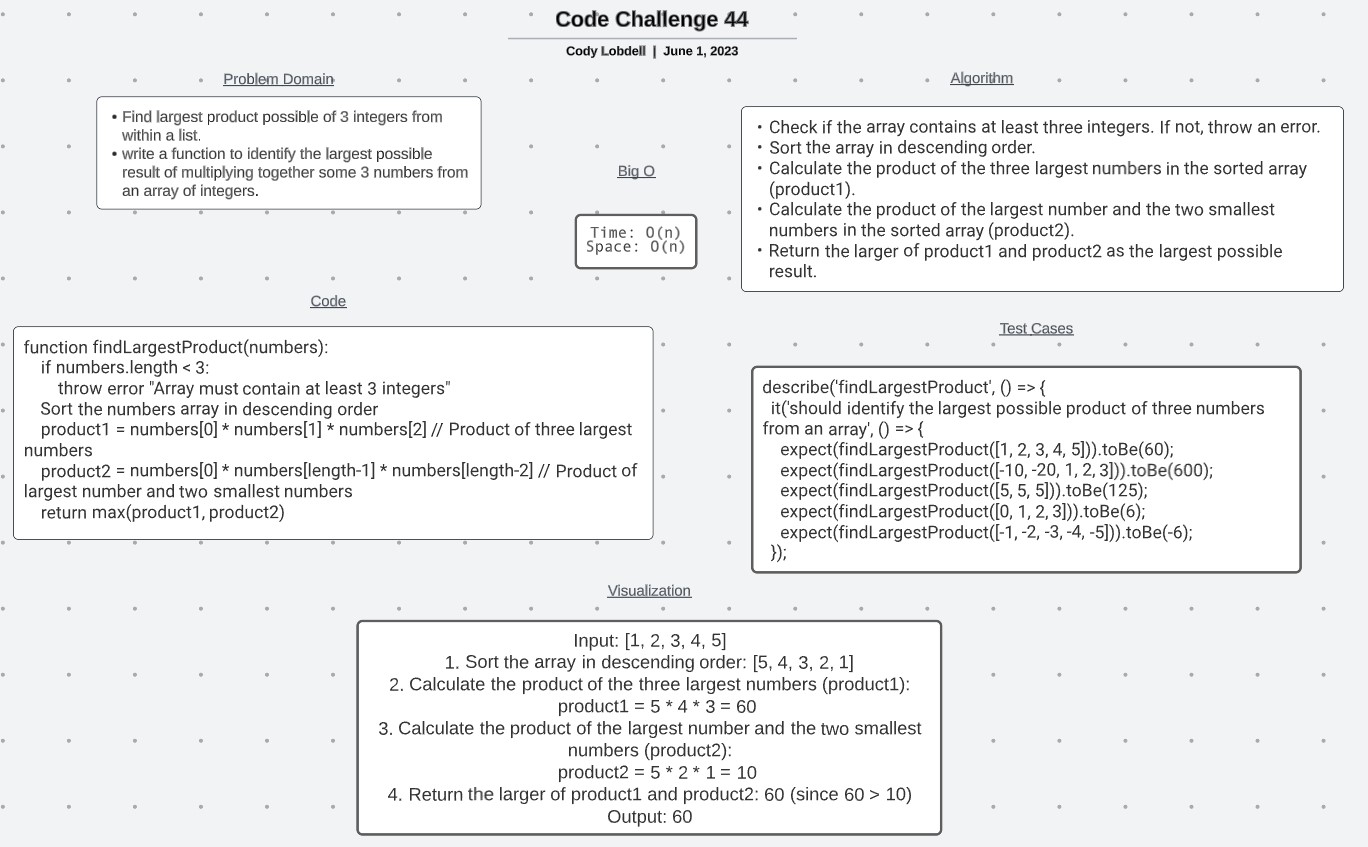 Code Challenge 44
Cody Lobdell | June 1, 2023
Problem Domain
• Find largest product possible of 3 integers from
within a list.
• write a function to identify the largest possible
result of multiplying together some 3 numbers from
an array of integers.
Big O
Time: O(n)
Space: O(n)
Algorithm
• Check if the array contains at least three integers. If not, throw an error.
• Sort the array in descending order.
• Calculate the product of the three largest numbers in the sorted array
(product1).
• Calculate the product of the largest number and the two smallest
numbers in the sorted array (product2).
• Return the larger of product1 and product2 as the largest possible
result.
Code
function findLargestProduct(numbers):
if numbers.length < 3:
throw error "Array must contain at least 3 integers"
Sort the numbers array in descending order
product1 = numbers[0] * numbers[1] * numbers[2] // Product of three largest
numbers
product2 = numbers[0] * numbers[length-1] * numbers[length-2] // Product of
largest number and two smallest numbers
return max(product1, product2)
Test Cases
describe('findLargestProduct', () => {
it('should identify the largest possible product of three numbers
from an array', () => {
expect(findLargestProduct([1, 2, 3, 4, 5])).toBe(60);
expect(findLargestProduct([-10, -20, 1, 2, 3])).toBe(600);
expect(findLargestProduct([5, 5, 5])).toBe(125);
expect(findLargestProduct([0, 1, 2, 3])).toBe(6);
expect(findLargestProduct([-1, -2, -3, -4, -5])).toBe(-6);
});
Visualization
Input: [1, 2, 3, 4, 5]
1. Sort the array in descending order: [5, 4, 3, 2, 1]
2. Calculate the product of the three largest numbers (product1):
product1 = 5 * 4 * 3 = 60
3. Calculate the product of the largest number and the two smallest
numbers (product2):
product2 = 5 * 2 * 1 = 10
4. Return the larger of product1 and product2: 60 (since 60 > 10)
Output: 60